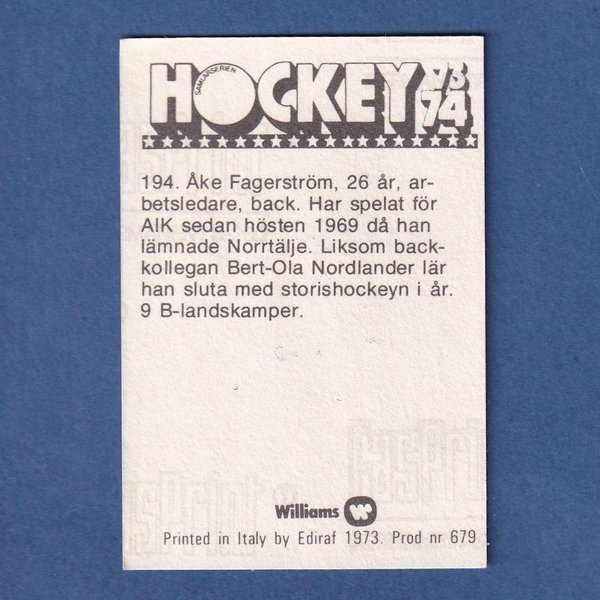 HOCKEY 73
SAMLARSERIEN
74
194. Åke Fagerström, 26 år, ar-
betsledare, back. Har spelat för
AIK sedan hösten 1969 då han
lämnade Norrtälje. Liksom back-
kollegan Bert-Ola Nordlander lär
han sluta med storishockeyn i år.
9 B-landskamper.
Williams W
Printed in Italy by Ediraf 1973. Prod nr 679